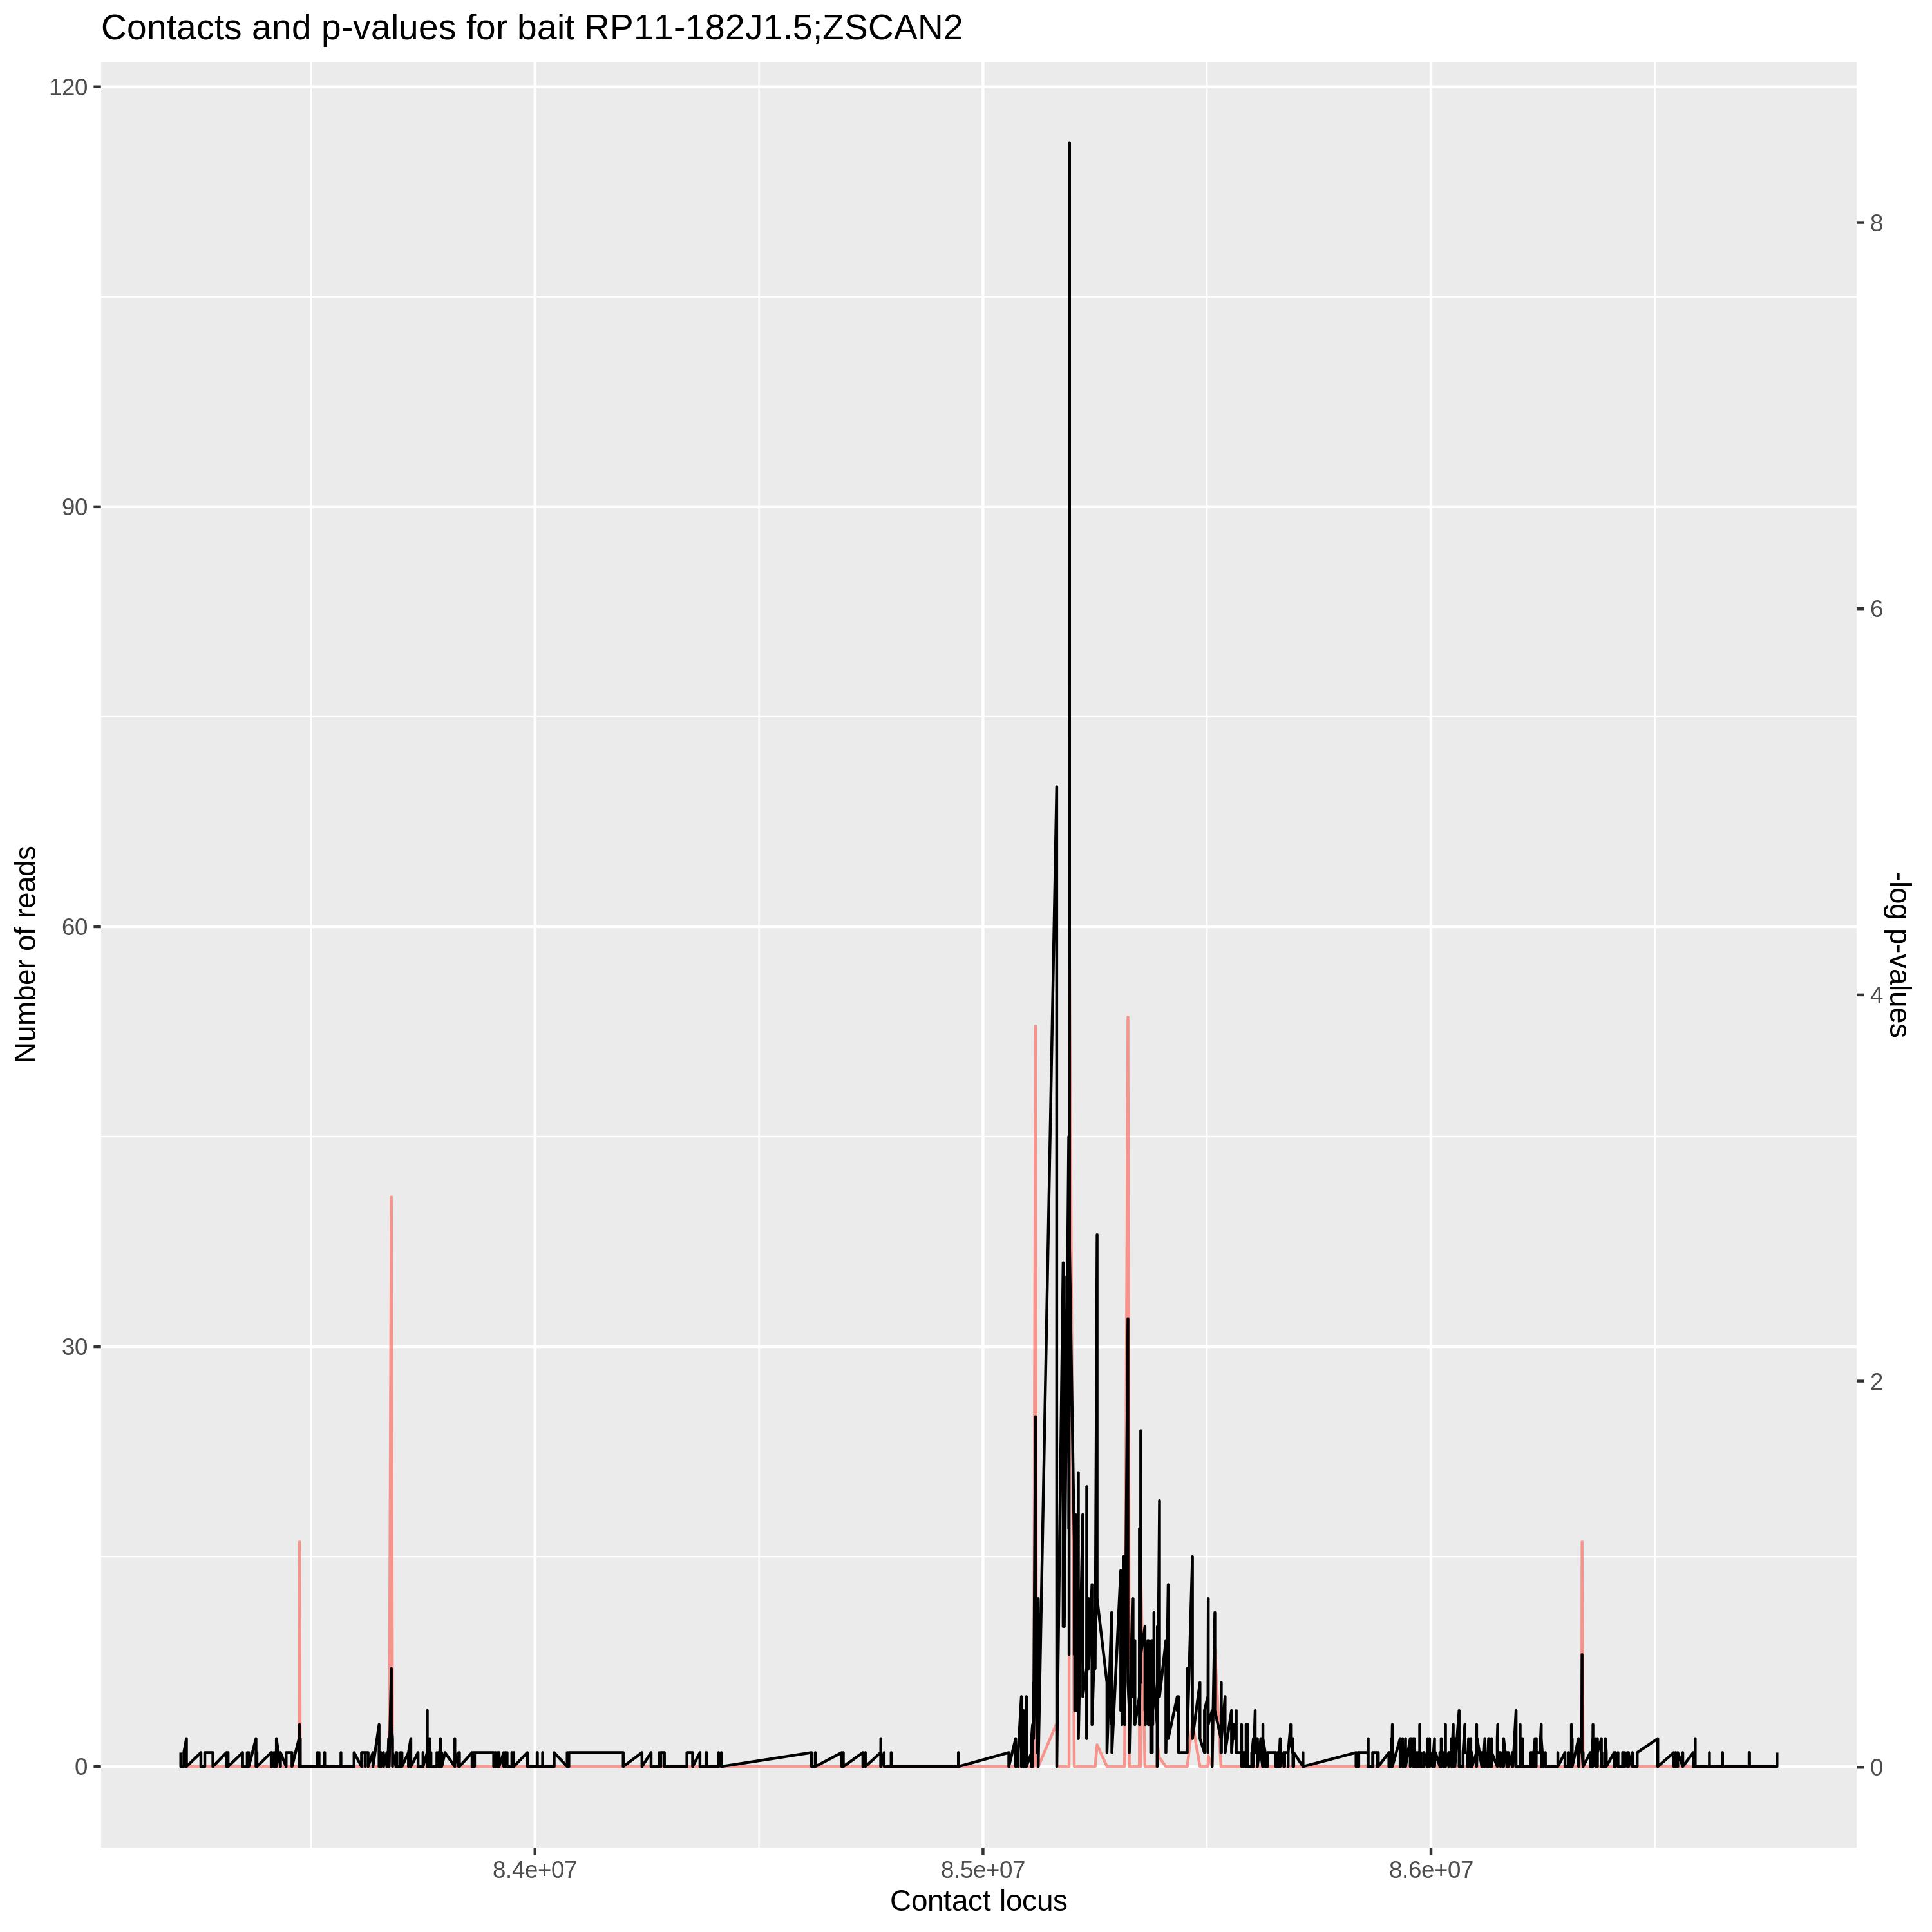 Contacts and p-values for bait RP11-182J1.5;ZSCAN2
120
90
60
30
0
Number of reads
8
6
4
2
0
-log p-values
8.4e+07
8.5e+07
8.6e+07
Contact locus